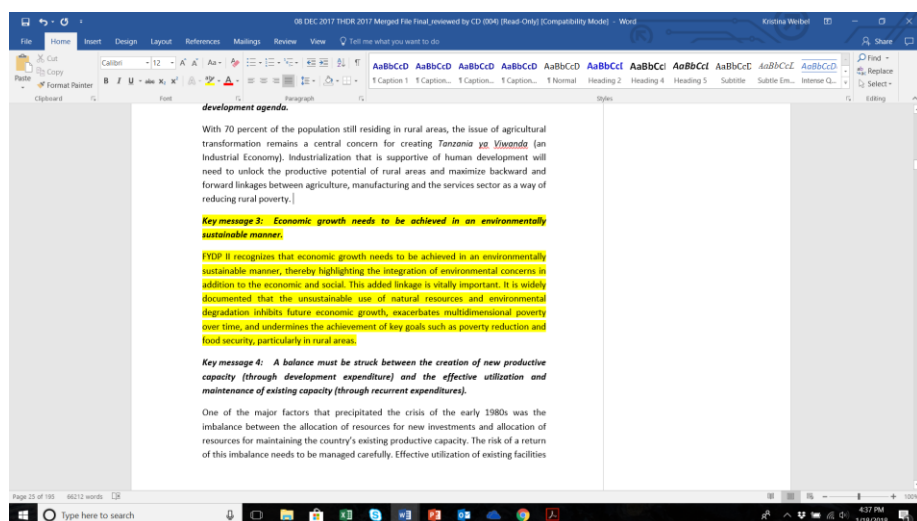 08 DEC 2017 THDR 2017 Merged File Final_reviewed by CD (004) [Read-Only] [Compatibility Mode] - Word
Kristina Weibel
File Home Insert Design Layout References Mailings Review View Tell me what you want to do
Share
Cut
Copy
Format Painter
Paste
Calibri 12
Clipboard Font Paragraph Styles Editing
AaBbCcD AaBbCcD AaBbCcD AaBbCcD AaBbCcD AaBbCcI AaBbCcI AaBbCcI AaBbCcD AaBbCcL AaBbCcD
¶ Caption 1 ¶ Caption... ¶ Caption... ¶ Caption... ¶ Normal Heading 2 Heading 4 Heading 5 Subtitle Subtle Em... Intense Q...
Find
Replace
Select
development agenda.
With 70 percent of the population still residing in rural areas, the issue of agricultural
transformation remains a central concern for creating Tanzania ya Viwanda (an
Industrial Economy). Industrialization that is supportive of human development will
need to unlock the productive potential of rural areas and maximize backward and
forward linkages between agriculture, manufacturing and the services sector as a way of
reducing rural poverty.
Key message 3: Economic growth needs to be achieved in an environmentally
sustainable manner.
FYDP II recognizes that economic growth needs to be achieved in an environmentally
sustainable manner, thereby highlighting the integration of environmental concerns in
addition to the economic and social. This added linkage is vitally important. It is widely
documented that the unsustainable use of natural resources and environmental
degradation inhibits future economic growth, exacerbates multidimensional poverty
over time, and undermines the achievement of key goals such as poverty reduction and
food security, particularly in rural areas.
Key message 4: A balance must be struck between the creation of new productive
capacity (through development expenditure) and the effective utilization and
maintenance of existing capacity (through recurrent expenditures).
One of the major factors that precipitated the crisis of the early 1980s was the
imbalance between the allocation of resources for new investments and allocation of
resources for maintaining the country's existing productive capacity. The risk of a return
of this imbalance needs to be managed carefully. Effective utilization of existing facilities
Page 25 of 195 66212 words
Type here to search
4:37 PM
1/18/2018